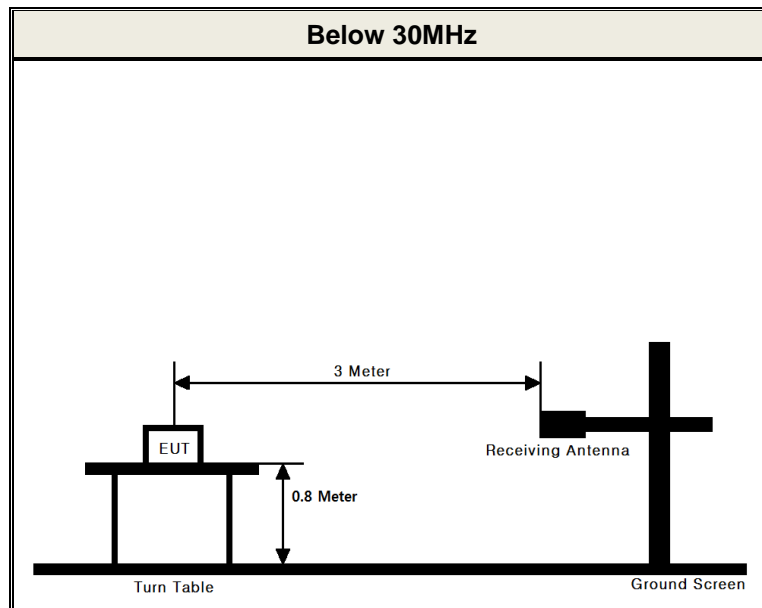 Below 30MHz
3 Meter
EUT
Receiving Antenna
0.8 Meter
Turn Table
Ground Screen